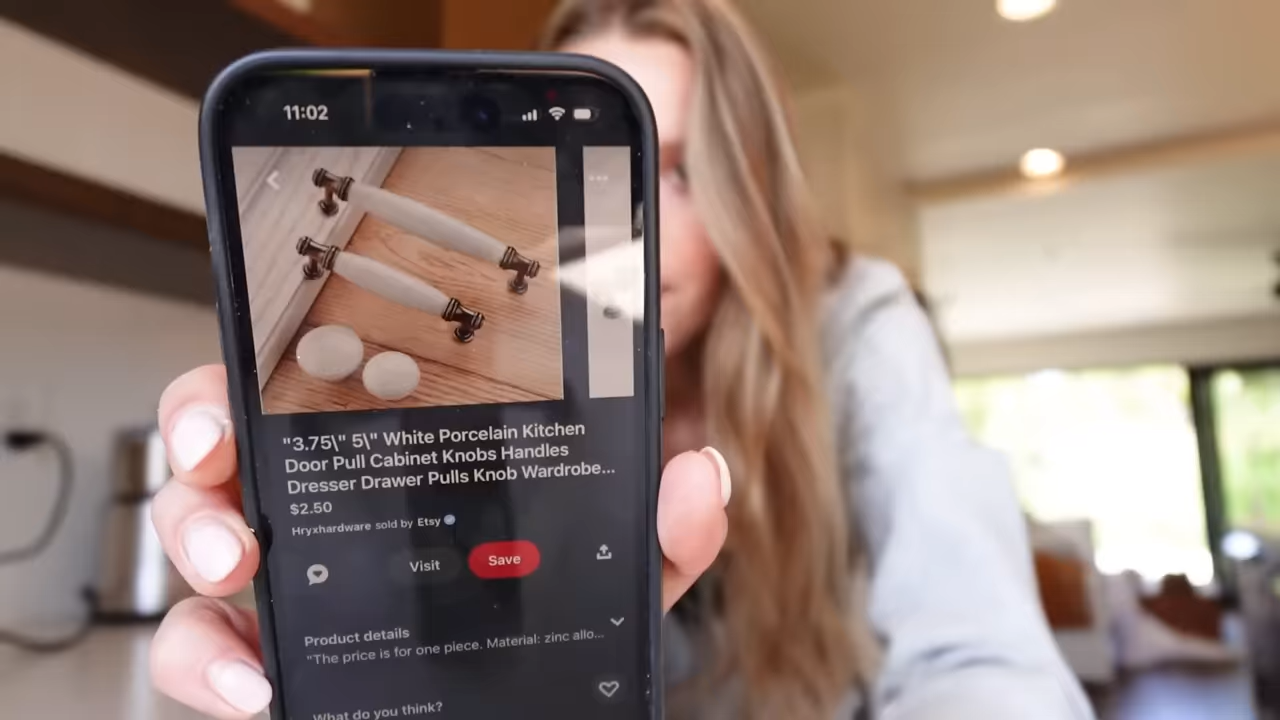 11:02
"3.75\" 5\" White Porcelain Kitchen
Door Pull Cabinet Knobs Handles
Dresser Drawer Pulls Knob Wardrobe...
$2.50
Hryxhardware sold by Etsy
Visit
Save
Product details
"The price is for one piece. Material: zinc allo...
What do you think?